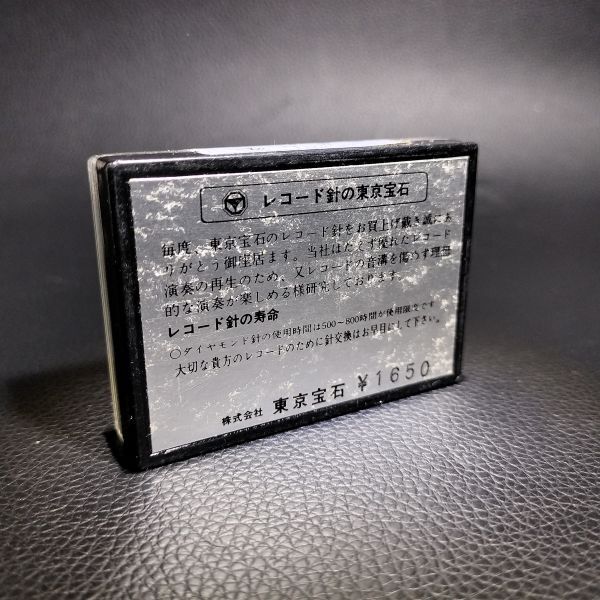 レコード針の東京宝石
毎度、東京宝石のレコード針をお買上げ戴き誠にあ
りがとう御座居ます。当社はたえず優れたレコード
演奏の再生のため、又レコードの音溝を傷めず理想
的な演奏が楽しめる様研究しております。
レコード針の寿命
○ダイヤモンド針の使用時間は500～800時間が使用限度です
大切な貴方のレコードのために針交換はお早目にして下さい。
株式会社 東京宝石 ¥1650